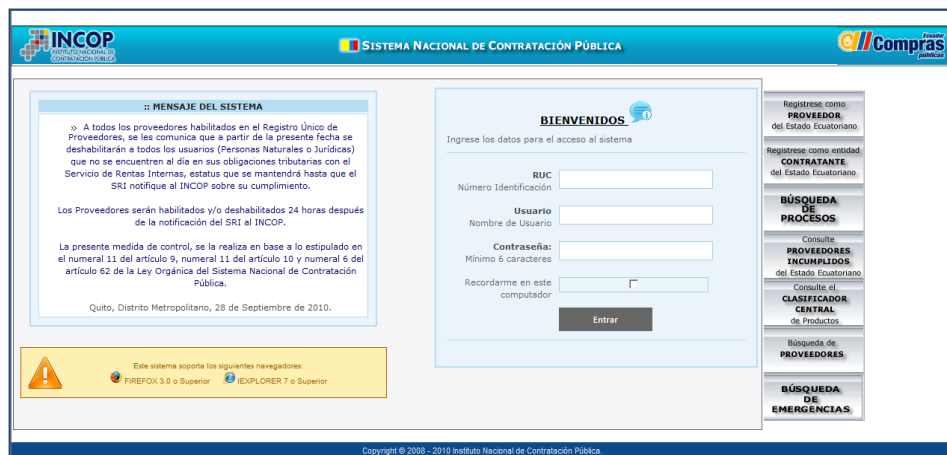 INCOP
INSTITUTO NACIONAL DE
CONTRATACIÓN PÚBLICA
SISTEMA NACIONAL DE CONTRATACIÓN PÚBLICA
Ecuador
Compras
públicas
:: MENSAJE DEL SISTEMA
» A todos los proveedores habilitados en el Registro Único de
Proveedores, se les comunica que a partir de la presente fecha se
deshabilitarán a todos los usuarios (Personas Naturales o Jurídicas)
que no se encuentren al día en sus obligaciones tributarias con el
Servicio de Rentas Internas, estatus que se mantendrá hasta que el
SRI notifique al INCOP sobre su cumplimiento.
Los Proveedores serán habilitados y/o deshabilitados 24 horas después
de la notificación del SRI al INCOP.
La presente medida de control, se la realiza en base a lo estipulado en
el numeral 11 del artículo 9, numeral 11 del artículo 10 y numeral 6 del
artículo 62 de la Ley Orgánica del Sistema Nacional de Contratación
Pública.
Quito, Distrito Metropolitano, 28 de Septiembre de 2010.
Este sistema soporta los siguientes navegadores:
FIREFOX 3.0 o Superior IEXPLORER 7 o Superior
BIENVENIDOS
Ingrese los datos para el acceso al sistema
RUC
Número Identificación
Usuario
Nombre de Usuario
Contraseña:
Mínimo 6 caracteres
Recordarme en este
computador
Entrar
Registrese como
PROVEEDOR
del Estado Ecuatoriano
Registrese como entidad
CONTRATANTE
del Estado Ecuatoriano
BÚSQUEDA
DE
PROCESOS
Consulte
PROVEEDORES
INCUMPLIDOS
del Estado Ecuatoriano
Consulte el
CLASIFICADOR
CENTRAL
de Productos
Búsqueda de
PROVEEDORES
BÚSQUEDA
DE
EMERGENCIAS
Copyright © 2008 - 2010 Instituto Nacional de Contratación Pública.